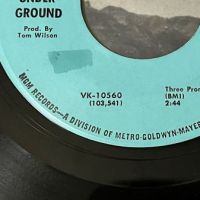 UNDER
GROUND
Prod. By
Tom Wilson
VK-10560
(103,541)
Three Pro
(BMI)
2:44
MGM RECORDS—A DIVISION OF METRO-GOLDWYN-MAYER